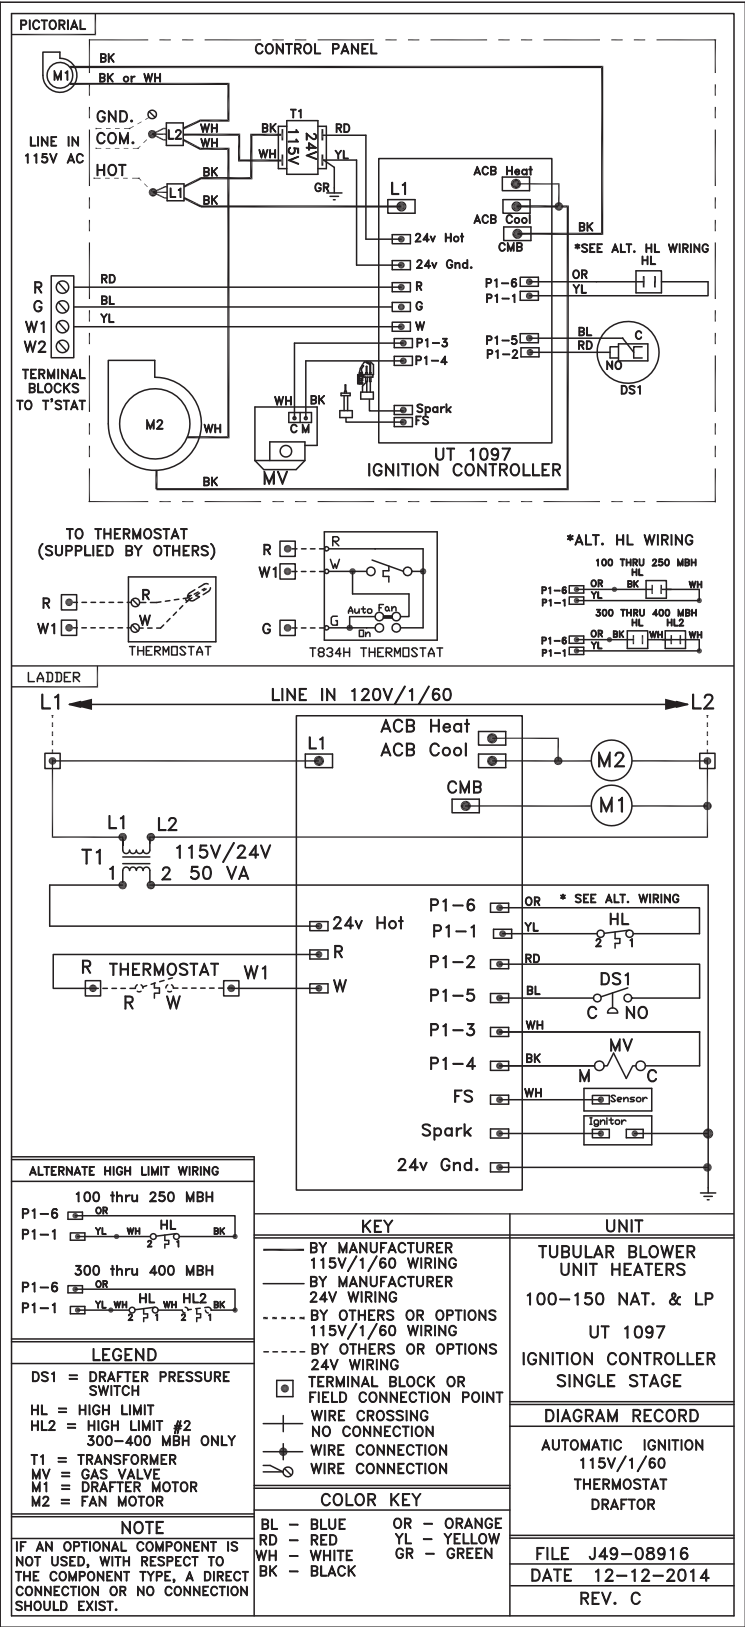 PICTORIAL
CONTROL PANEL
M1
BK
BK or WH
GND.
COM.
HOT
LINE IN
115V AC
L2
WH
WH
L1
BK
BK
T1
BK
WH
115V
24V
RD
YL
GR
L1
ACB Heat
ACB Cool
CMB
BK
24v Hot
24v Gnd.
R
G
W
P1-3
P1-4
Spark
FS
*SEE ALT. HL WIRING
HL
P1-6
OR
P1-1
YL
P1-5
BL
P1-2
RD
C
NO
DS1
R
RD
G
BL
W1
YL
W2
TERMINAL
BLOCKS
TO T'STAT
M2
WH
BK
WH
BK
C M
MV
UT 1097
IGNITION CONTROLLER
TO THERMOSTAT
(SUPPLIED BY OTHERS)
R
W1
R
W
THERMOSTAT
R
W1
G
R
W
G
Auto Fan
On
T834H THERMOSTAT
*ALT. HL WIRING
100 THRU 250 MBH
HL
P1-6
OR
BK
WH
P1-1
YL
300 THRU 400 MBH
HL
HL2
P1-6
OR
BK
WH
WH
P1-1
YL
LADDER
L1
LINE IN 120V/1/60
L2
ACB Heat
ACB Cool
L1
CMB
M2
M1
L1
L2
T1
115V/24V
1
2
50 VA
24v Hot
R
W
R
THERMOSTAT
W1
R
W
P1-6
OR
* SEE ALT. WIRING
P1-1
YL
HL
2
1
P1-2
RD
P1-5
BL
DS1
C
NO
P1-3
WH
P1-4
BK
MV
M
C
FS
WH
Sensor
Spark
Ignitor
24v Gnd.
ALTERNATE HIGH LIMIT WIRING
100 thru 250 MBH
P1-6
OR
P1-1
YL
WH
HL
2
1
BK
300 thru 400 MBH
P1-6
OR
P1-1
YL
WH
HL
2
1
WH
HL2
2
1
BK
LEGEND
DS1 = DRAFTER PRESSURE
SWITCH
HL = HIGH LIMIT
HL2 = HIGH LIMIT #2
300-400 MBH ONLY
T1 = TRANSFORMER
MV = GAS VALVE
M1 = DRAFTER MOTOR
M2 = FAN MOTOR
NOTE
IF AN OPTIONAL COMPONENT IS
NOT USED, WITH RESPECT TO
THE COMPONENT TYPE, A DIRECT
CONNECTION OR NO CONNECTION
SHOULD EXIST.
KEY
BY MANUFACTURER
115V/1/60 WIRING
BY MANUFACTURER
24V WIRING
BY OTHERS OR OPTIONS
115V/1/60 WIRING
BY OTHERS OR OPTIONS
24V WIRING
TERMINAL BLOCK OR
FIELD CONNECTION POINT
WIRE CROSSING
NO CONNECTION
WIRE CONNECTION
WIRE CONNECTION
COLOR KEY
BL - BLUE
RD - RED
WH - WHITE
BK - BLACK
OR - ORANGE
YL - YELLOW
GR - GREEN
UNIT
TUBULAR BLOWER
UNIT HEATERS
100-150 NAT. & LP
UT 1097
IGNITION CONTROLLER
SINGLE STAGE
DIAGRAM RECORD
AUTOMATIC IGNITION
115V/1/60
THERMOSTAT
DRAFTOR
FILE J49-08916
DATE 12-12-2014
REV. C